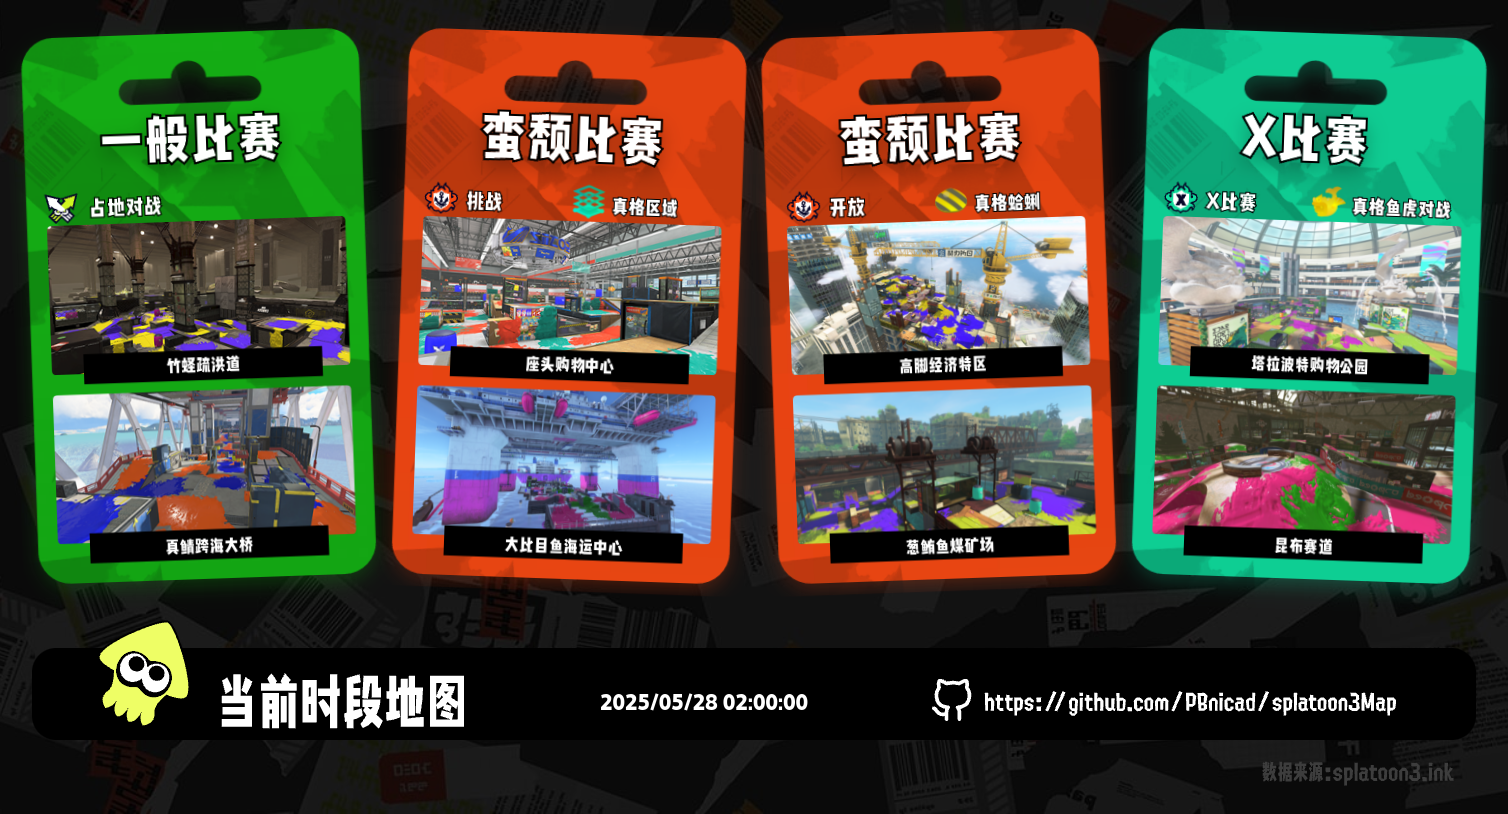 一般比赛
占地对战
竹蛏疏洪道
真鲭跨海大桥
蛮颓比赛
挑战
真格区域
座头购物中心
大比目鱼海运中心
蛮颓比赛
开放
真格蛤蜊
高脚经济特区
葱鲔鱼煤矿场
X比赛
X比赛
真格鱼虎对战
塔拉波特购物公园
昆布赛道
当前时段地图
2025/05/28 02:00:00
https://github.com/PBnicad/splatoon3Map
数据来源:splatoon3.ink